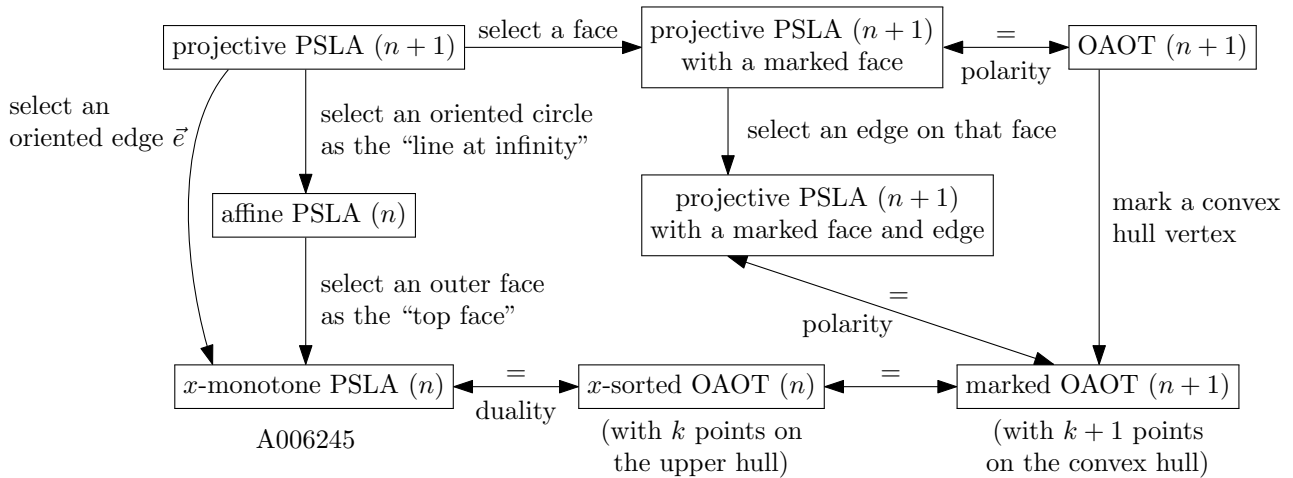 projective PSLA (n + 1)
select a face
projective PSLA (n + 1)
with a marked face
=
polarity
OAOT (n + 1)
select an
oriented edge e⃗
select an oriented circle
as the “line at infinity”
select an edge on that face
affine PSLA (n)
projective PSLA (n + 1)
with a marked face and edge
mark a convex
hull vertex
select an outer face
as the “top face”
=
polarity
x-monotone PSLA (n)
=
duality
x-sorted OAOT (n)
=
marked OAOT (n + 1)
A006245
(with k points on
the upper hull)
(with k + 1 points
on the convex hull)